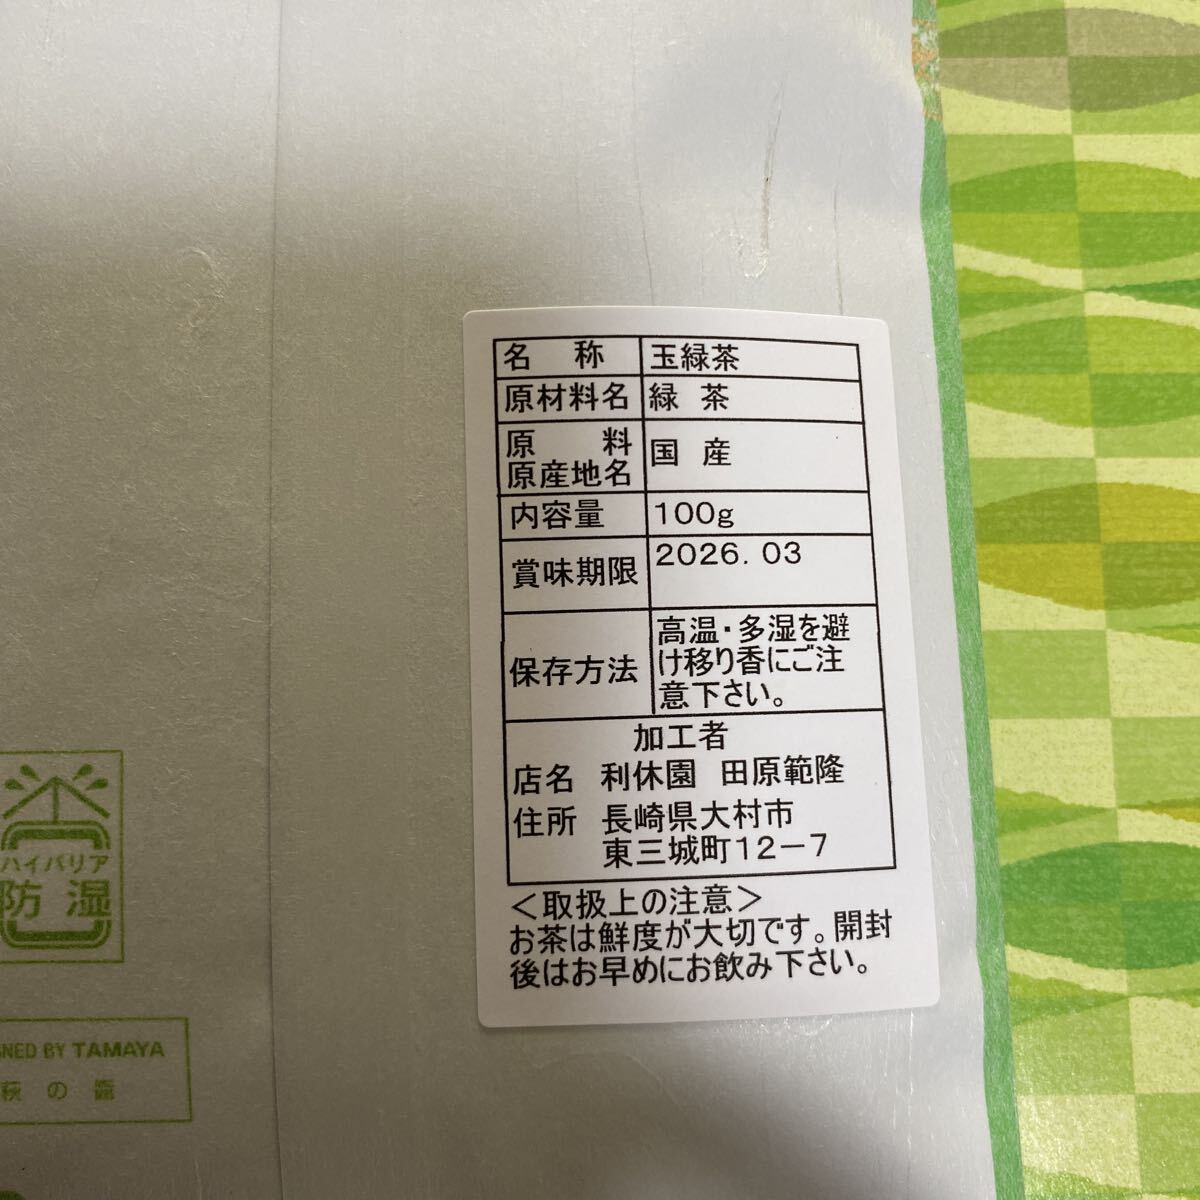 名 称 玉緑茶
原材料名 緑 茶
原 料
原産地名 国 産
内容量 100g
賞味期限 2026.03
保存方法 高温・多湿を避
け移り香にご注
意下さい。
加工者
店名 利休園 田原範隆
住所 長崎県大村市
東三城町12-7
<取扱上の注意>
お茶は鮮度が大切です。開封
後はお早めにお飲み下さい。
ハイバリア
防湿
GNED BY TAMAYA
萩の